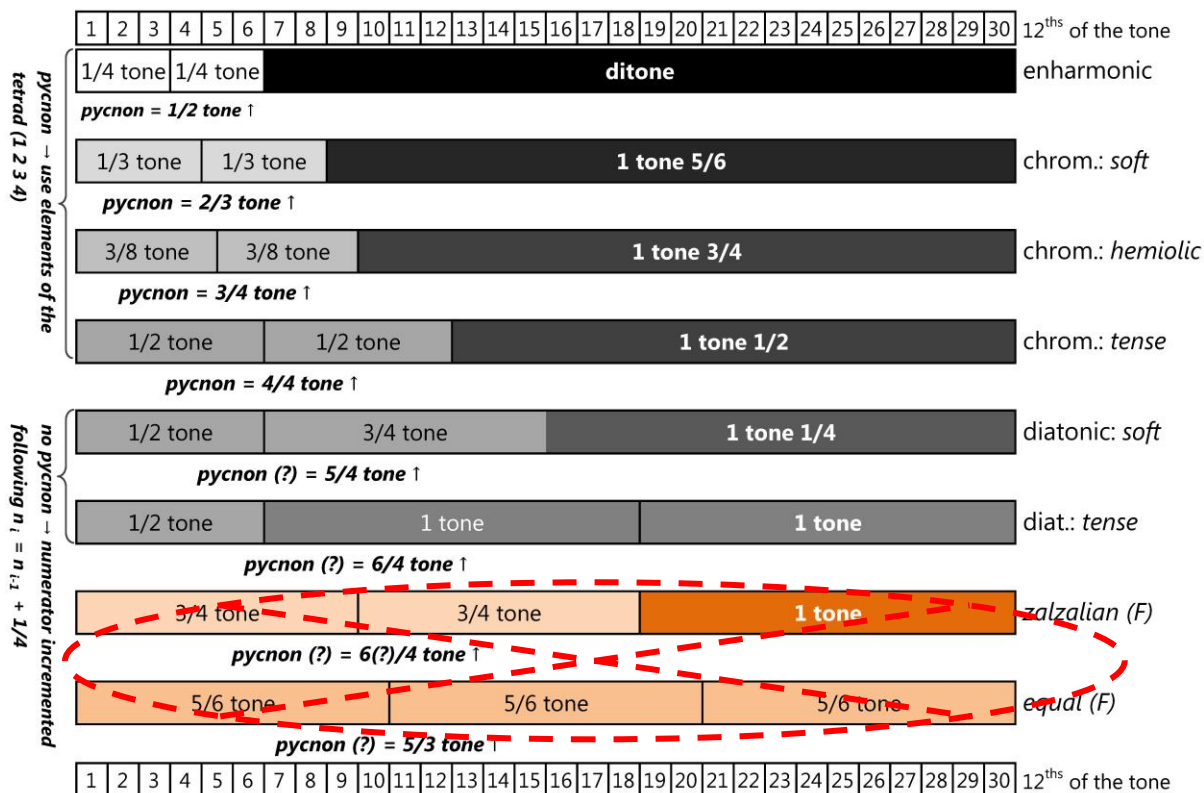 1 2 3 4 5 6 7 8 9 10 11 12 13 14 15 16 17 18 19 20 21 22 23 24 25 26 27 28 29 30 12ths of the tone
1/4 tone 1/4 tone ditone enharmonic
pycnon = 1/2 tone ↑
1/3 tone 1/3 tone 1 tone 5/6 chrom.: soft
pycnon = 2/3 tone ↑
3/8 tone 3/8 tone 1 tone 3/4 chrom.: hemiolic
pycnon = 3/4 tone ↑
1/2 tone 1/2 tone 1 tone 1/2 chrom.: tense
pycnon = 4/4 tone ↑
pycnon → use elements of the
tetrad (1 2 3 4)
1/2 tone 3/4 tone 1 tone 1/4 diatonic: soft
pycnon (?) = 5/4 tone ↑
1/2 tone 1 tone 1 tone diat.: tense
pycnon (?) = 6/4 tone ↑
3/4 tone 3/4 tone 1 tone zalzalian (F)
pycnon (?) = 6(?)/4 tone ↑
5/6 tone 5/6 tone 5/6 tone equal (F)
pycnon (?) = 5/3 tone ↑
no pycnon → numerator incremented
following n i = n i-1 + 1/4
1 2 3 4 5 6 7 8 9 10 11 12 13 14 15 16 17 18 19 20 21 22 23 24 25 26 27 28 29 30 12ths of the tone